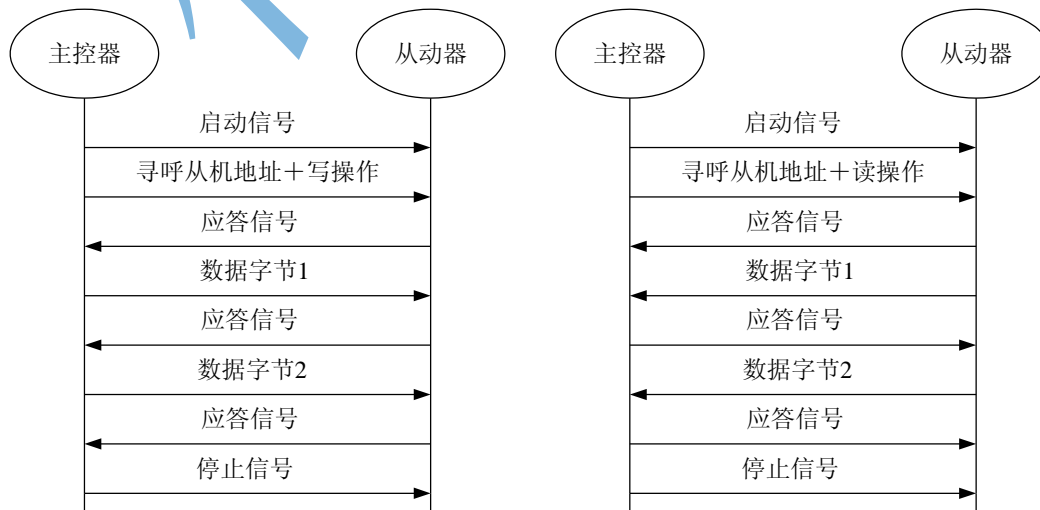 主控器
从动器
启动信号
寻呼从机地址＋写操作
应答信号
数据字节1
应答信号
数据字节2
应答信号
停止信号
主控器
从动器
启动信号
寻呼从机地址＋读操作
应答信号
数据字节1
应答信号
数据字节2
应答信号
停止信号